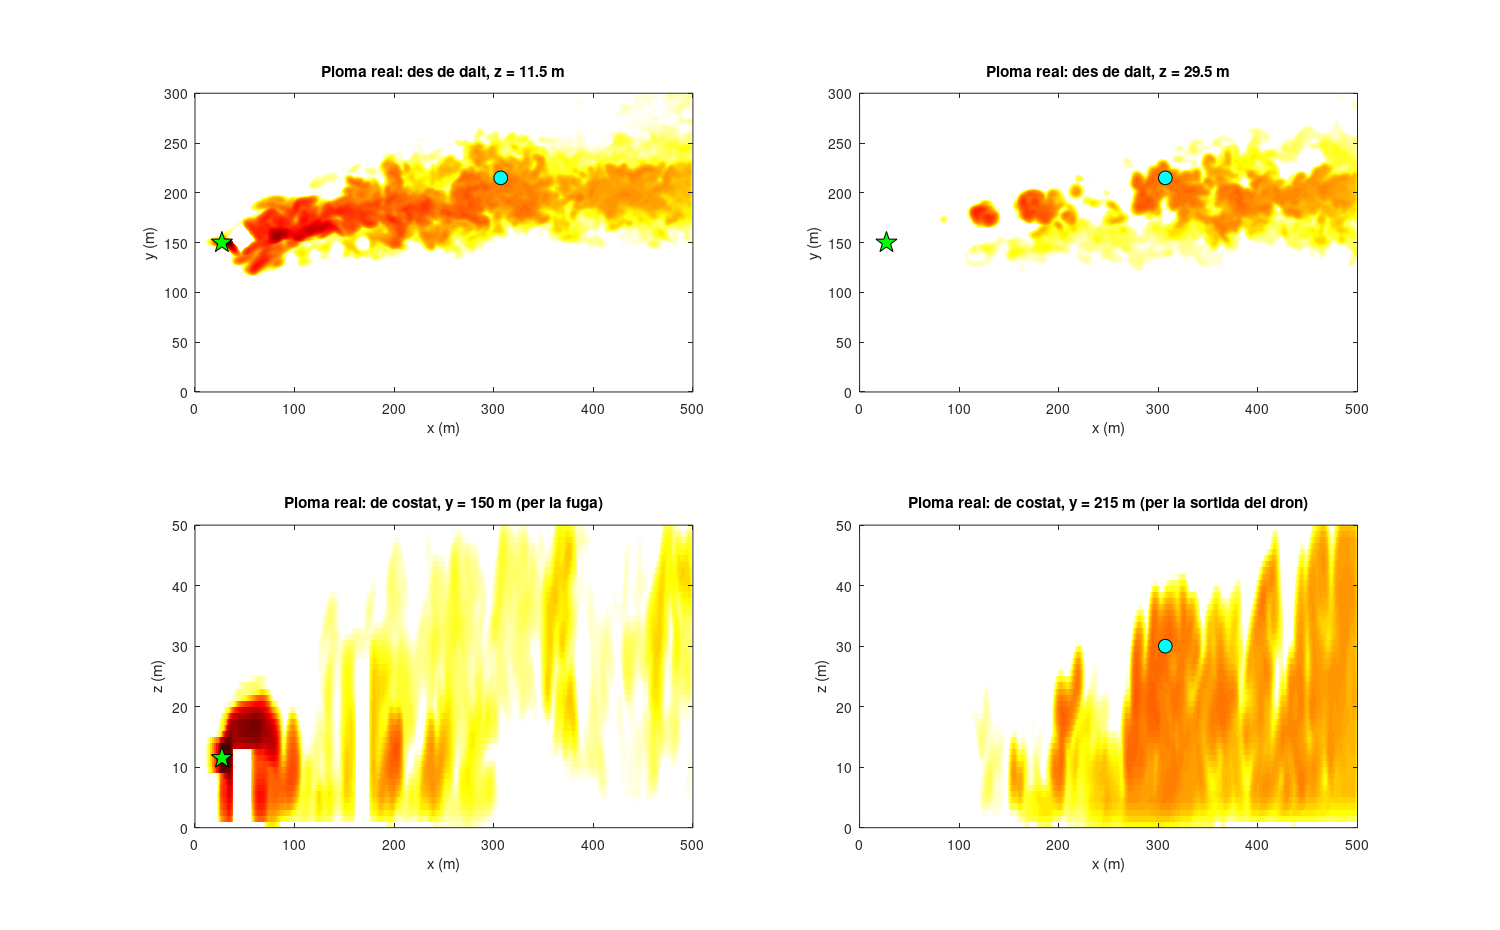 Ploma real: des de dalt, z = 11.5 m
300
250
200
150
100
50
0
y (m)
0 100 200 300 400 500
x (m)
Ploma real: des de dalt, z = 29.5 m
300
250
200
150
100
50
0
y (m)
0 100 200 300 400 500
x (m)
Ploma real: de costat, y = 150 m (per la fuga)
50
40
30
20
10
0
z (m)
0 100 200 300 400 500
x (m)
Ploma real: de costat, y = 215 m (per la sortida del dron)
50
40
30
20
10
0
z (m)
0 100 200 300 400 500
x (m)